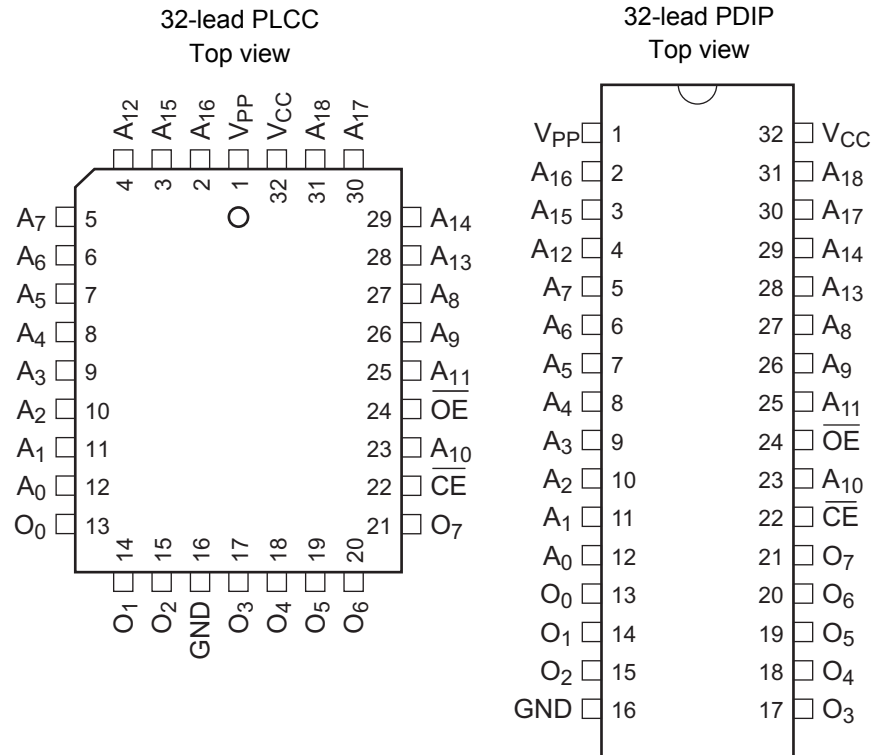 32-lead PLCC
Top view
A12 A15 A16 VPP VCC A18 A17
4 3 2 1 32 31 30
A7 5 29 A14
A6 6 28 A13
A5 7 27 A8
A4 8 26 A9
A3 9 25 A11
A2 10 24 OE
A1 11 23 A10
A0 12 22 CE
O0 13 21 O7
14 15 16 17 18 19 20
O1 O2 GND O3 O4 O5 O6
32-lead PDIP
Top view
VPP 1 32 VCC
A16 2 31 A18
A15 3 30 A17
A12 4 29 A14
A7 5 28 A13
A6 6 27 A8
A5 7 26 A9
A4 8 25 A11
A3 9 24 OE
A2 10 23 A10
A1 11 22 CE
A0 12 21 O7
O0 13 20 O6
O1 14 19 O5
O2 15 18 O4
GND 16 17 O3